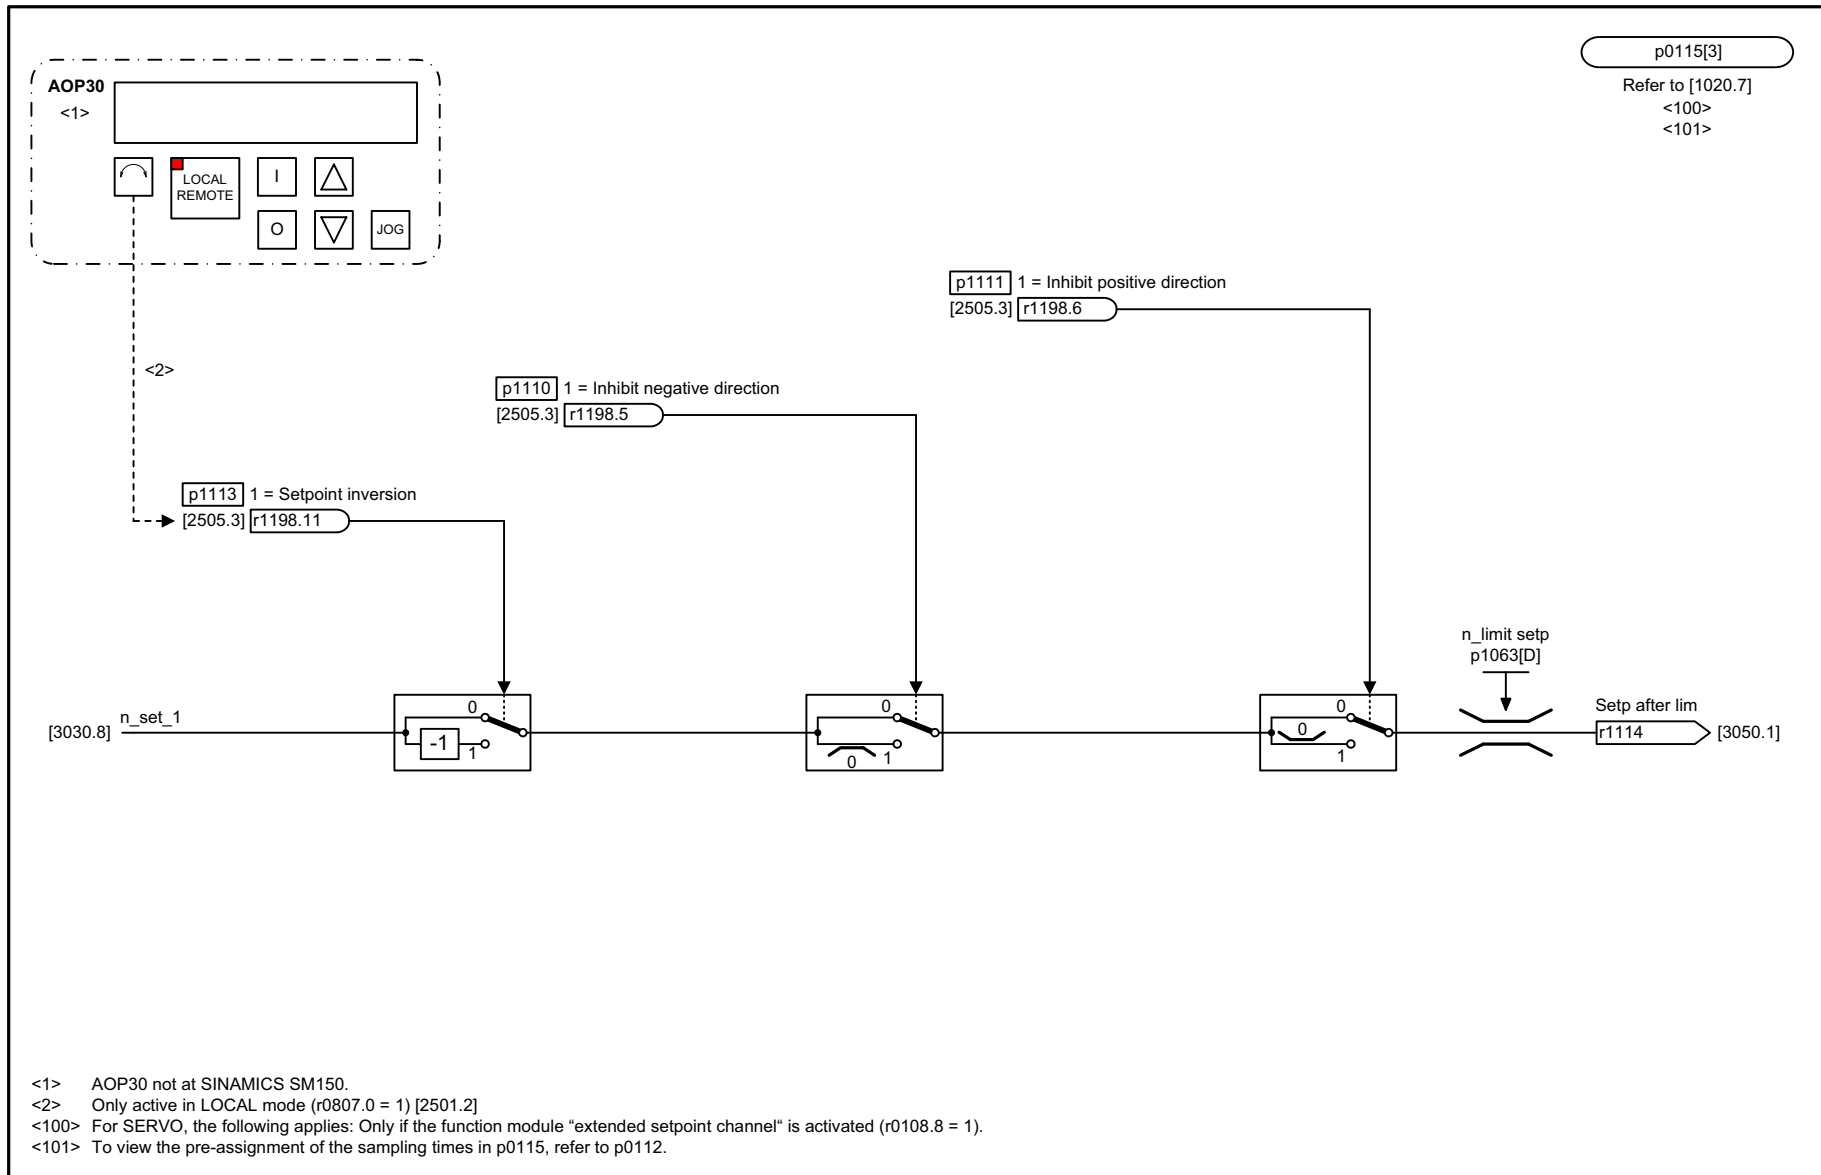 p0115[3]
Refer to [1020.7]
<100>
<101>
AOP30
<1>
LOCAL
REMOTE
I
O
JOG
<2>
p1111 1 = Inhibit positive direction
[2505.3] r1198.6
p1110 1 = Inhibit negative direction
[2505.3] r1198.5
p1113 1 = Setpoint inversion
[2505.3] r1198.11
n_limit setp
p1063[D]
[3030.8] n_set_1
0
-1
1
0
0
1
0
0
1
Setp after lim
r1114 [3050.1]
<1> AOP30 not at SINAMICS SM150.
<2> Only active in LOCAL mode (r0807.0 = 1) [2501.2]
<100> For SERVO, the following applies: Only if the function module “extended setpoint channel“ is activated (r0108.8 = 1).
<101> To view the pre-assignment of the sampling times in p0115, refer to p0112.